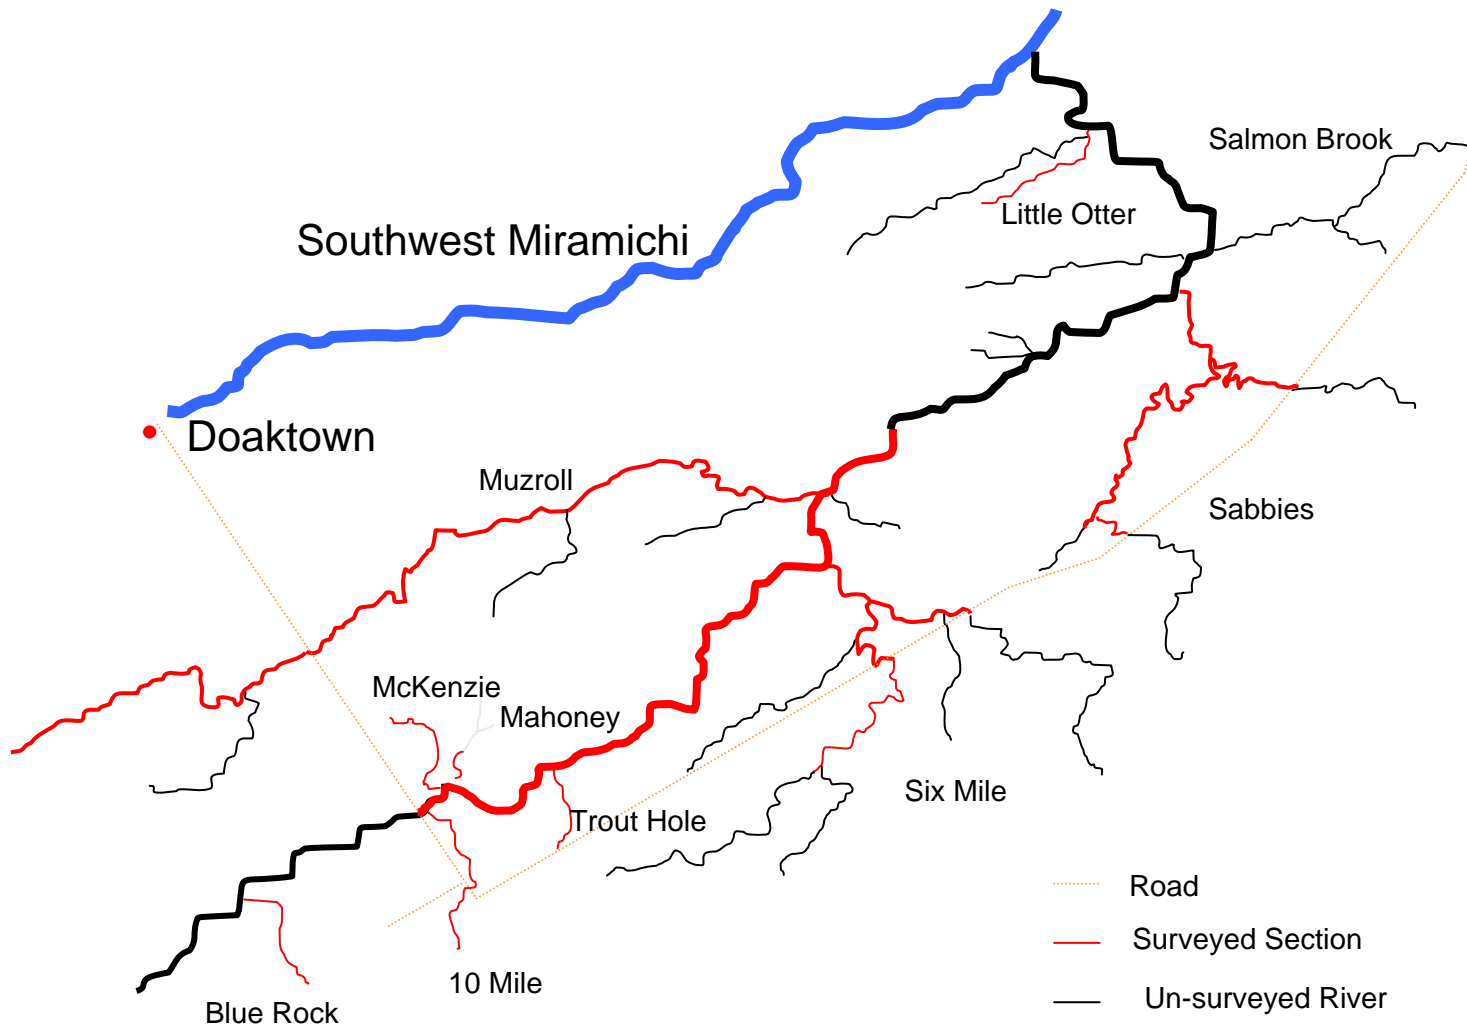 Salmon Brook
Little Otter
Southwest Miramichi
Doaktown
Muzroll
Sabbies
McKenzie
Mahoney
Six Mile
Trout Hole
Road
Surveyed Section
10 Mile
Un-surveyed River
Blue Rock